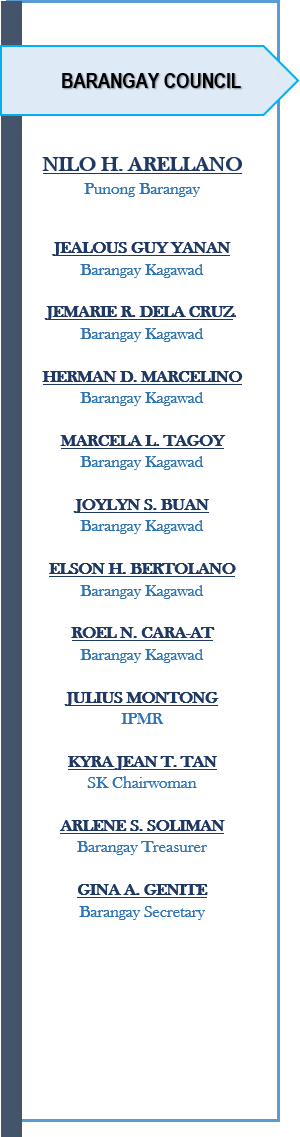 BARANGAY COUNCIL
NILO H. ARELLANO
Punong Barangay
JEALOUS GUY YANAN
Barangay Kagawad
JEMARIE R. DELA CRUZ.
Barangay Kagawad
HERMAN D. MARCELINO
Barangay Kagawad
MARCELA L. TAGOY
Barangay Kagawad
JOYLYN S. BUAN
Barangay Kagawad
ELSON H. BERTOLANO
Barangay Kagawad
ROEL N. CARA-AT
Barangay Kagawad
JULIUS MONTONG
IPMR
KYRA JEAN T. TAN
SK Chairwoman
ARLENE S. SOLIMAN
Barangay Treasurer
GINA A. GENITE
Barangay Secretary